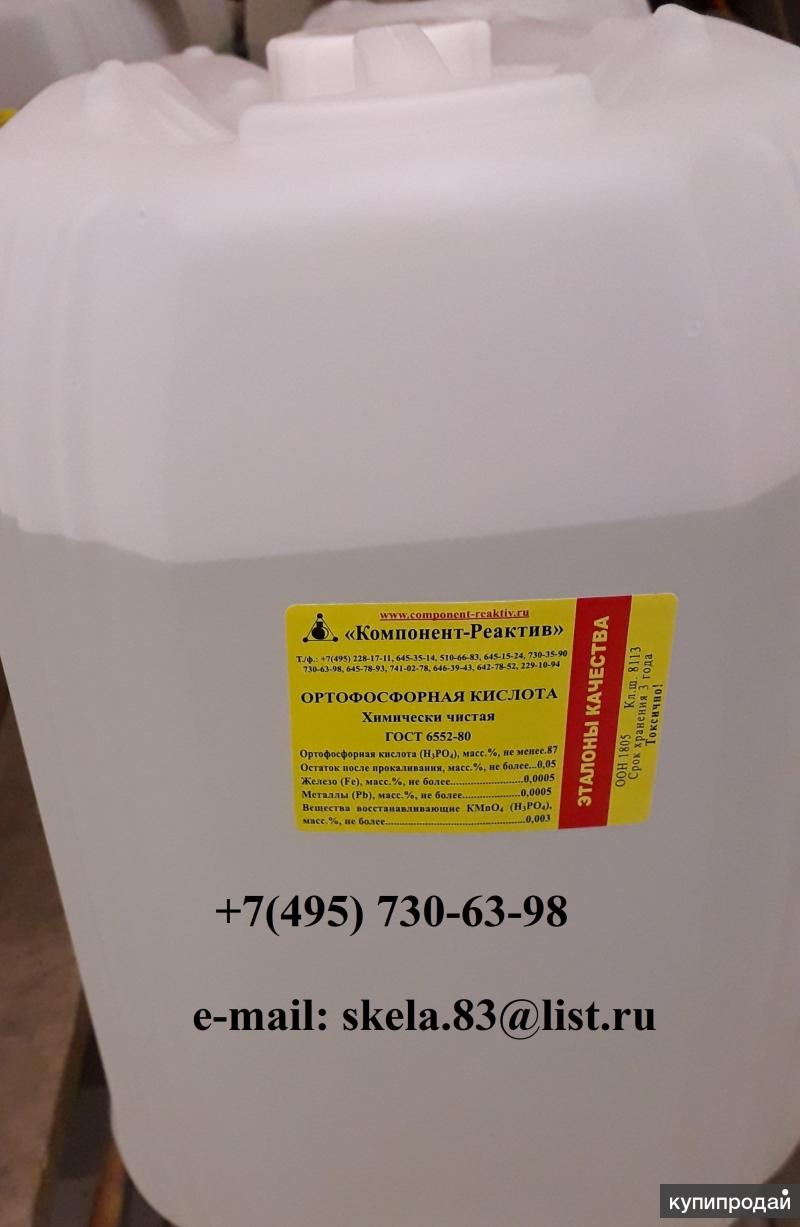 www.component-reaktiv.ru
«Компонент-Реактив»
Т./ф.: +7(495) 228-17-11, 645-35-14, 510-66-83, 645-15-24, 730-35-90
730-63-98, 645-78-93, 741-02-78, 646-39-43, 642-78-52, 229-10-94
ОРТОФОСФОРНАЯ КИСЛОТА
Химически чистая
ГОСТ 6552-80
Ортофосфорная кислота (H₃PO₄), масс.%, не менее.87
Остаток после прокаливания, масс.%, не более...0,05
Железо (Fe), масс.%, не более........................0,0005
Металлы (Pb), масс.%, не более...................0,0005
Вещества восстанавливающие KMnO₄ (H₃PO₄),
масс.%, не более..............................................0,003
ЭТАЛОНЫ КАЧЕСТВА
ООН 1805 Кл.ш. 8113
Срок хранения 3 года
Токсично!
+7(495) 730-63-98
e-mail: skela.83@list.ru
купипродай